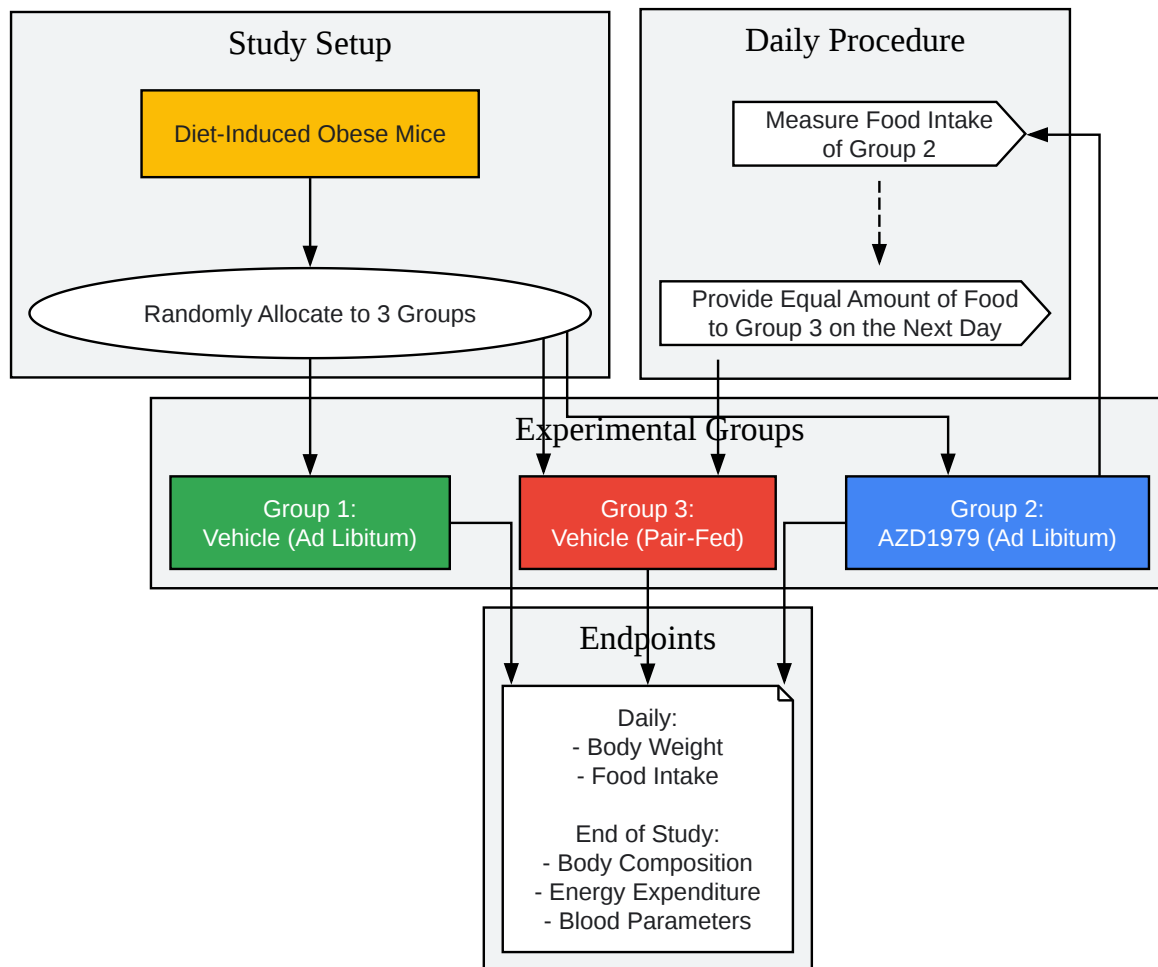 Study Setup
Diet-Induced Obese Mice
Randomly Allocate to 3 Groups
Daily Procedure
Measure Food Intake
of Group 2
Provide Equal Amount of Food
to Group 3 on the Next Day
Experimental Groups
Group 1:
Vehicle (Ad Libitum)
Group 3:
Vehicle (Pair-Fed)
Group 2:
AZD1979 (Ad Libitum)
Endpoints
Daily:
- Body Weight
- Food Intake
End of Study:
- Body Composition
- Energy Expenditure
- Blood Parameters